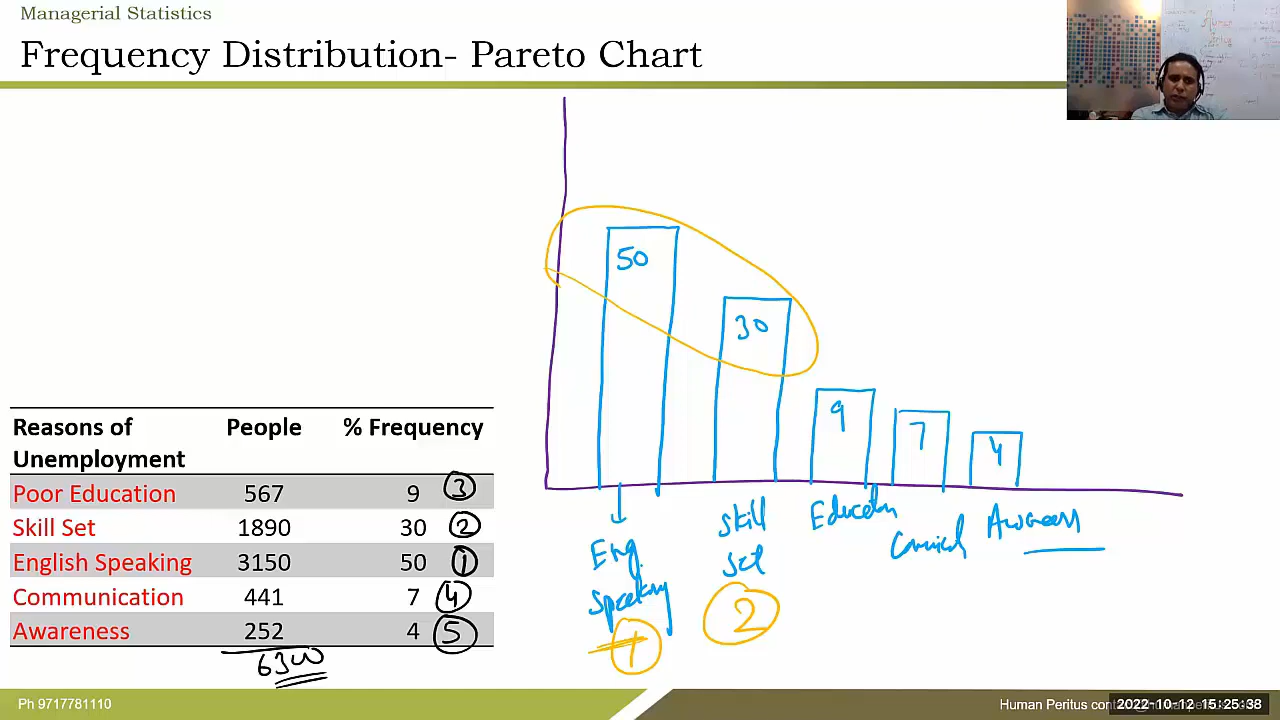 Managerial Statistics
Frequency Distribution- Pareto Chart
50
30
9
7
4
Eng.
Speaking
1
Skill
Set
2
Education
Awareness
Reasons of Unemployment People % Frequency
Poor Education 567 9 3
Skill Set 1890 30 2
English Speaking 3150 50 1
Communication 441 7 4
Awareness 252 4 5
6300
Ph 9717781110
Human Peritus
2022-10-12 15:25:38